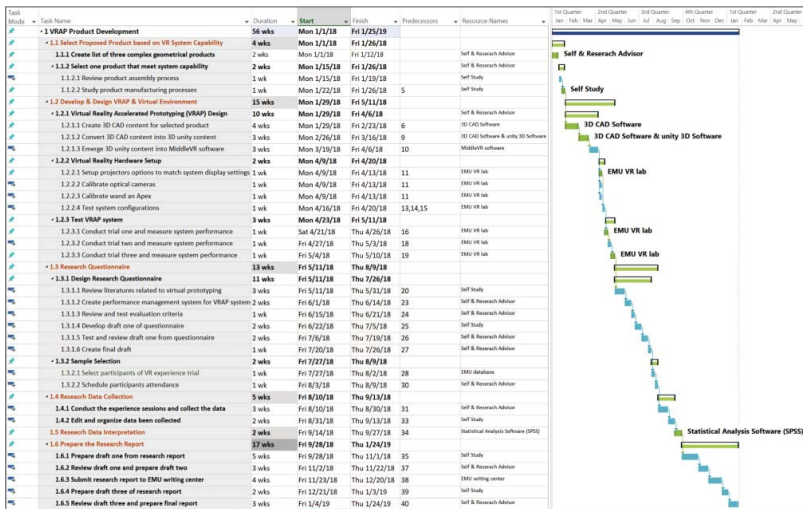 Task Mode Task Name Duration Start Finish Predecessors Resource Names 1st Quarter 2nd Quarter 3rd Quarter 4th Quarter 1st Quarter 2nd Quarter
Jan Feb Mar Apr May Jun Jul Aug Sep Oct Nov Dec Jan Feb Mar Apr May
1 VRAP Product Development 56 wks Mon 1/1/18 Fri 1/25/19
1.1 Select Proposed Product based on VR System Capability 4 wks Mon 1/1/18 Fri 1/26/18
1.1.1 Create list of three complex geometrical products 2 wks Mon 1/1/18 Fri 1/12/18 Self & Reserach Advisor Self & Reserach Advisor
1.1.2 Select one product that meet system capability 2 wks Mon 1/15/18 Fri 1/26/18 Self & Reserach Advisor
1.1.2.1 Review product assembly process 1 wk Mon 1/15/18 Fri 1/19/18 Self Study
1.1.2.2 Study product manufacturing processes 1 wk Mon 1/22/18 Fri 1/26/18 5 Self Study Self Study
1.2 Develop & Design VRAP & Virtual Environment 15 wks Mon 1/29/18 Fri 5/11/18
1.2.1 Virtual Reality Accelerated Prototyping (VRAP) Design 10 wks Mon 1/29/18 Fri 4/6/18 Self & Reserach Advisor
1.2.1.1 Create 3D CAD content for selected product 4 wks Mon 1/29/18 Fri 2/23/18 6 3D CAD Software 3D CAD Software
1.2.1.2 Convert 3D CAD content into 3D unity content 3 wks Mon 2/26/18 Fri 3/16/18 9 3D CAD Software & unity 3D Software 3D CAD Software & unity 3D Software
1.2.1.3 Emerge 3D unity content into MiddleVR software 3 wks Mon 3/19/18 Fri 4/6/18 10 MiddleVR software
1.2.2 Virtual Reality Hardware Setup 2 wks Mon 4/9/18 Fri 4/20/18
1.2.2.1 Setup projectors options to match system display settings 1 wk Mon 4/9/18 Fri 4/13/18 11 EMU VR lab EMU VR lab
1.2.2.2 Calibrate optical cameras 1 wk Mon 4/9/18 Fri 4/13/18 11 EMU VR lab
1.2.2.3 Calibrate wand an Apex 1 wk Mon 4/9/18 Fri 4/13/18 11 EMU VR lab
1.2.2.4 Test system configurations 1 wk Mon 4/16/18 Fri 4/20/18 13,14,15 EMU VR lab
1.2.3 Test VRAP system 3 wks Mon 4/23/18 Fri 5/11/18
1.2.3.1 Conduct trial one and measure system performance 1 wk Sat 4/21/18 Thu 4/26/18 16 EMU VR lab EMU VR lab
1.2.3.2 Conduct trial two and measure system performance 1 wk Fri 4/27/18 Thu 5/3/18 18 EMU VR lab
1.2.3.3 Conduct trial three and measure system performance 1 wk Fri 5/4/18 Thu 5/10/18 19 EMU VR lab EMU VR lab
1.3 Research Questionnaire 13 wks Fri 5/11/18 Thu 8/9/18
1.3.1 Design Research Questionnaire 11 wks Fri 5/11/18 Thu 7/26/18
1.3.1.1 Research measures related to virtual prototyping 3 wks Fri 5/11/18 Thu 5/31/18 20 Self Study
1.3.1.2 Create performance management system for VRAP system 2 wks Fri 6/1/18 Thu 6/14/18 23 Self & Reserach Advisor
1.3.1.3 Review and test evaluation criteria 1 wk Fri 6/15/18 Thu 6/21/18 24 Self & Reserach Advisor
1.3.1.4 Develop draft one of questionnaire 2 wks Fri 6/22/18 Thu 7/5/18 25 Self Study
1.3.1.5 Test and review draft one from questionnaire 2 wks Fri 7/6/18 Thu 7/19/18 26 Self & Reserach Advisor
1.3.1.6 Create final draft 1 wk Fri 7/20/18 Thu 7/26/18 27 Self & Reserach Advisor
1.3.2 Sample Selection 2 wks Fri 7/27/18 Thu 8/9/18
1.3.2.1 Select participants of VR experience trial 1 wk Fri 7/27/18 Thu 8/2/18 28 EMU database
1.3.2.2 Schedule participants attendance 1 wk Fri 8/3/18 Thu 8/9/18 30 Self & Reserach Advisor
1.4 Research Data Collection 5 wks Fri 8/10/18 Thu 9/13/18
1.4.1 Conduct the experience sessions and collect the data 3 wks Fri 8/10/18 Thu 8/30/18 31 Self & Reserach Advisor
1.4.2 Edit and organize data been collected 2 wks Fri 8/31/18 Thu 9/13/18 33 Self Study
1.5 Research Data Interpretation 2 wks Fri 9/14/18 Thu 9/27/18 34 Statistical Analysis Software (SPSS) Statistical Analysis Software (SPSS)
1.6 Prepare the Research Report 17 wks Fri 9/28/18 Thu 1/24/19
1.6.1 Prepare draft one from research report 5 wks Fri 9/28/18 Thu 11/1/18 35 Self Study
1.6.2 Review draft one and prepare draft two 3 wks Fri 11/2/18 Thu 11/22/18 37 Self & Reserach Advisor
1.6.3 Submit research report to EMU writing center 4 wks Fri 11/23/18 Thu 12/20/18 38 EMU writing center
1.6.4 Prepare draft three of research report 2 wks Fri 12/21/18 Thu 1/3/19 39 Self Study
1.6.5 Review draft three and prepare final report 3 wks Fri 1/4/19 Thu 1/24/19 40 Self & Reserach Advisor